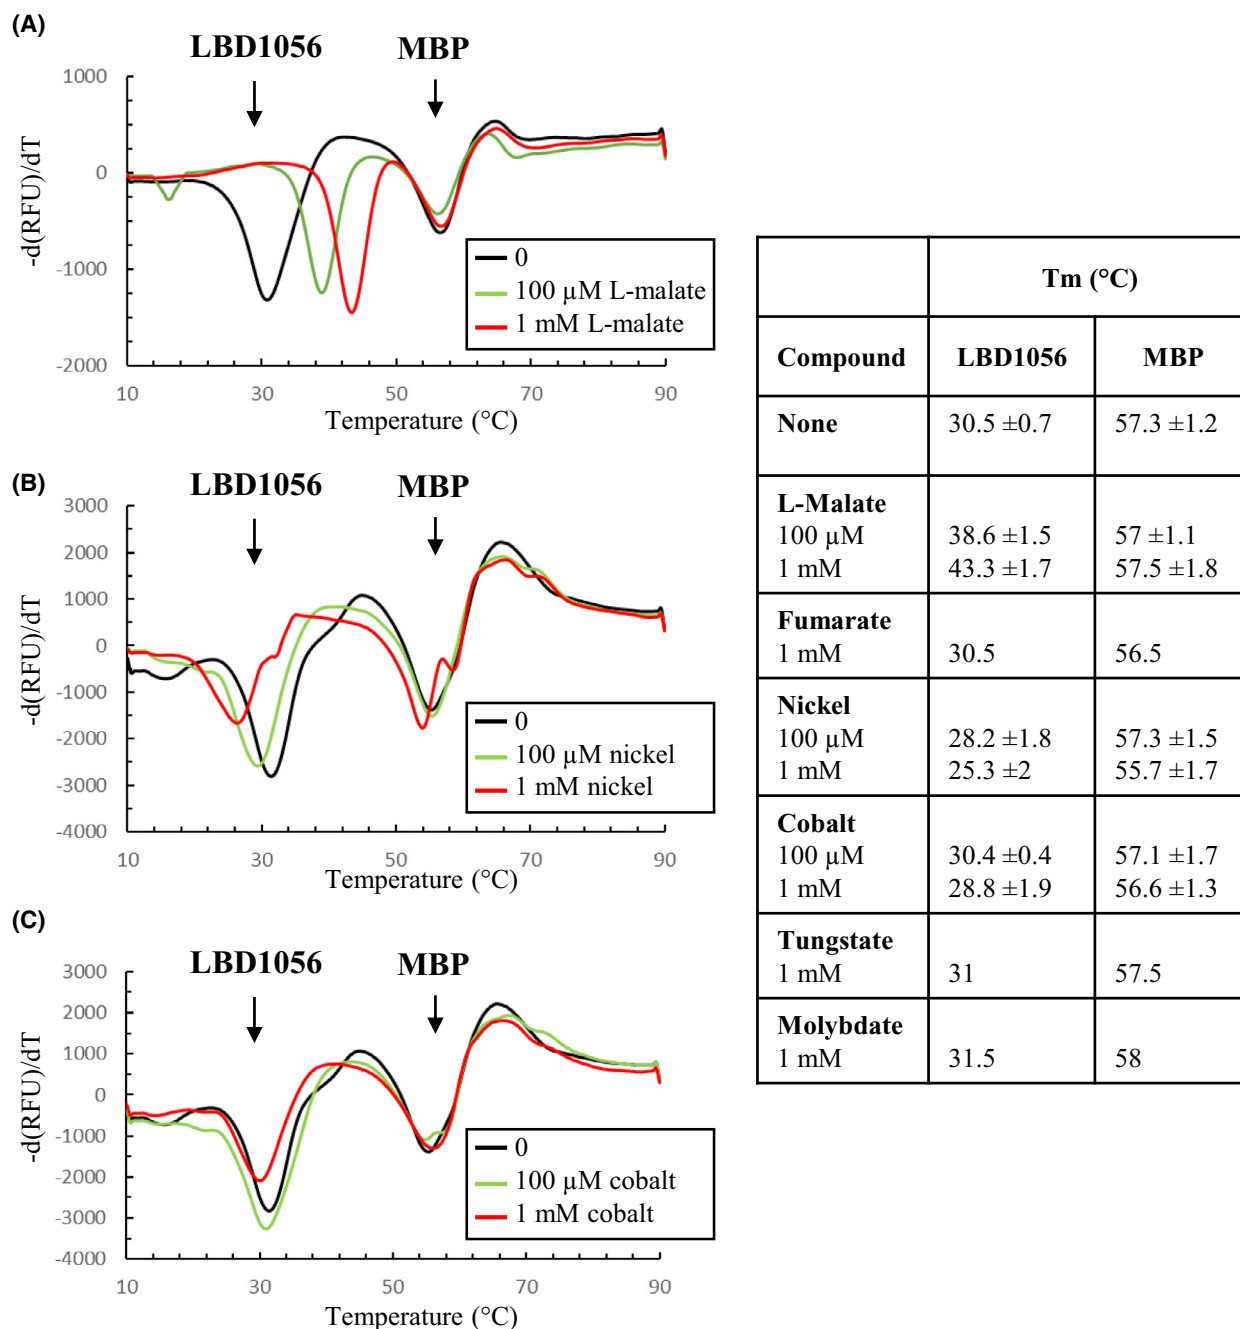 (A)
LBD1056 MBP
1000
0
-1000
-2000
-d(RFU)/dT
10 30 50 70 90
Temperature (°C)
0
100 µM L-malate
1 mM L-malate
(B)
LBD1056 MBP
3000
2000
1000
0
-1000
-2000
-3000
-4000
-d(RFU)/dT
10 30 50 70 90
Temperature (°C)
0
100 µM nickel
1 mM nickel
(C)
LBD1056 MBP
3000
2000
1000
0
-1000
-2000
-3000
-4000
-d(RFU)/dT
10 30 50 70 90
Temperature (°C)
0
100 µM cobalt
1 mM cobalt
Tm (°C)
Compound LBD1056 MBP
None 30.5 ±0.7 57.3 ±1.2
L-Malate
100 µM 38.6 ±1.5 57 ±1.1
1 mM 43.3 ±1.7 57.5 ±1.8
Fumarate
1 mM 30.5 56.5
Nickel
100 µM 28.2 ±1.8 57.3 ±1.5
1 mM 25.3 ±2 55.7 ±1.7
Cobalt
100 µM 30.4 ±0.4 57.1 ±1.7
1 mM 28.8 ±1.9 56.6 ±1.3
Tungstate
1 mM 31 57.5
Molybdate
1 mM 31.5 58